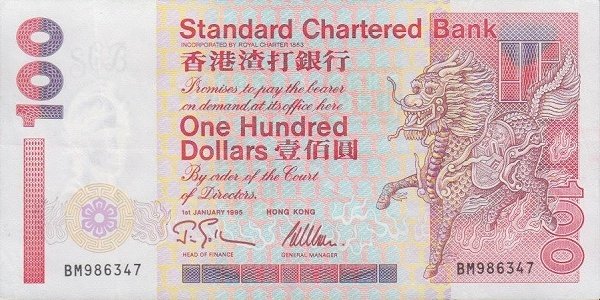 Standard Chartered Bank
INCORPORATED BY ROYAL CHARTER 1853
香港渣打銀行
Promises to pay the bearer
on demand, at its office here
One Hundred
Dollars 壹佰圓
By order of the Court
of Directors.
1ST JANUARY 1995 HONG KONG
HEAD OF FINANCE GENERAL MANAGER
BM986347 BM986347
100
100